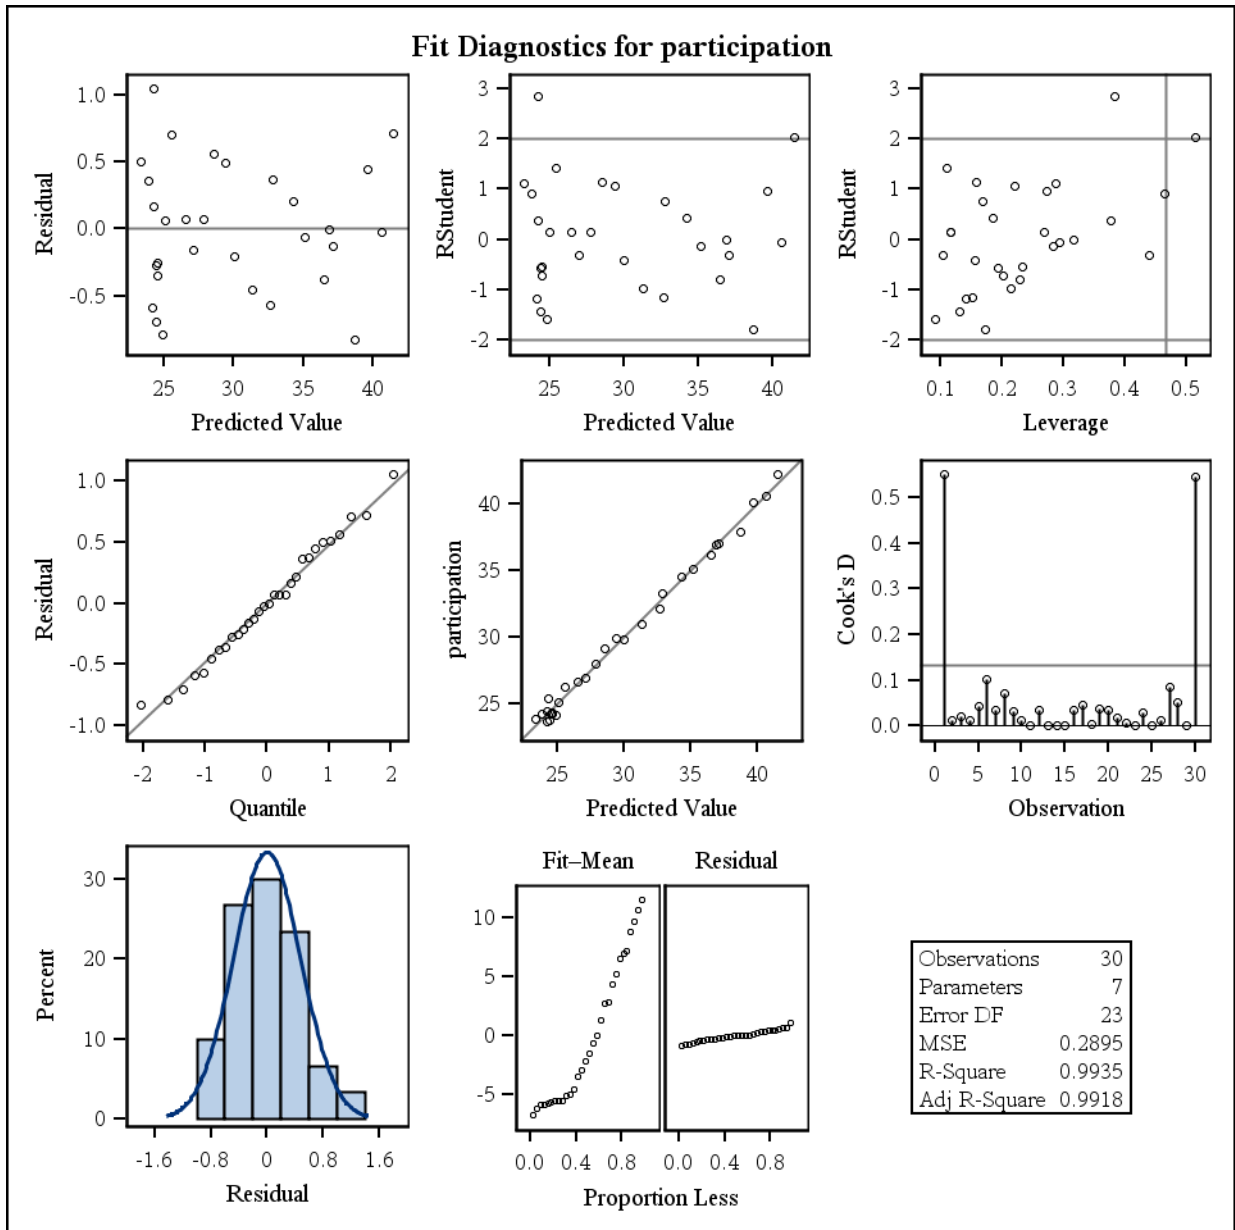 Fit Diagnostics for participation
1.0
0.5
0.0
-0.5
Residual
25 30 35 40
Predicted Value
3
2
1
0
-1
-2
RStudent
25 30 35 40
Predicted Value
3
2
1
0
-1
-2
RStudent
0.1 0.2 0.3 0.4 0.5
Leverage
1.0
0.5
0.0
-0.5
-1.0
Residual
-2 -1 0 1 2
Quantile
40
35
30
25
participation
25 30 35 40
Predicted Value
0.5
0.4
0.3
0.2
0.1
0.0
Cook's D
0 5 10 15 20 25 30
Observation
30
20
10
0
Percent
-1.6 -0.8 0 0.8 1.6
Residual
Fit–Mean Residual
10
5
0
-5
0.0 0.4 0.8 0.0 0.4 0.8
Proportion Less
Observations 30
Parameters 7
Error DF 23
MSE 0.2895
R-Square 0.9935
Adj R-Square 0.9918